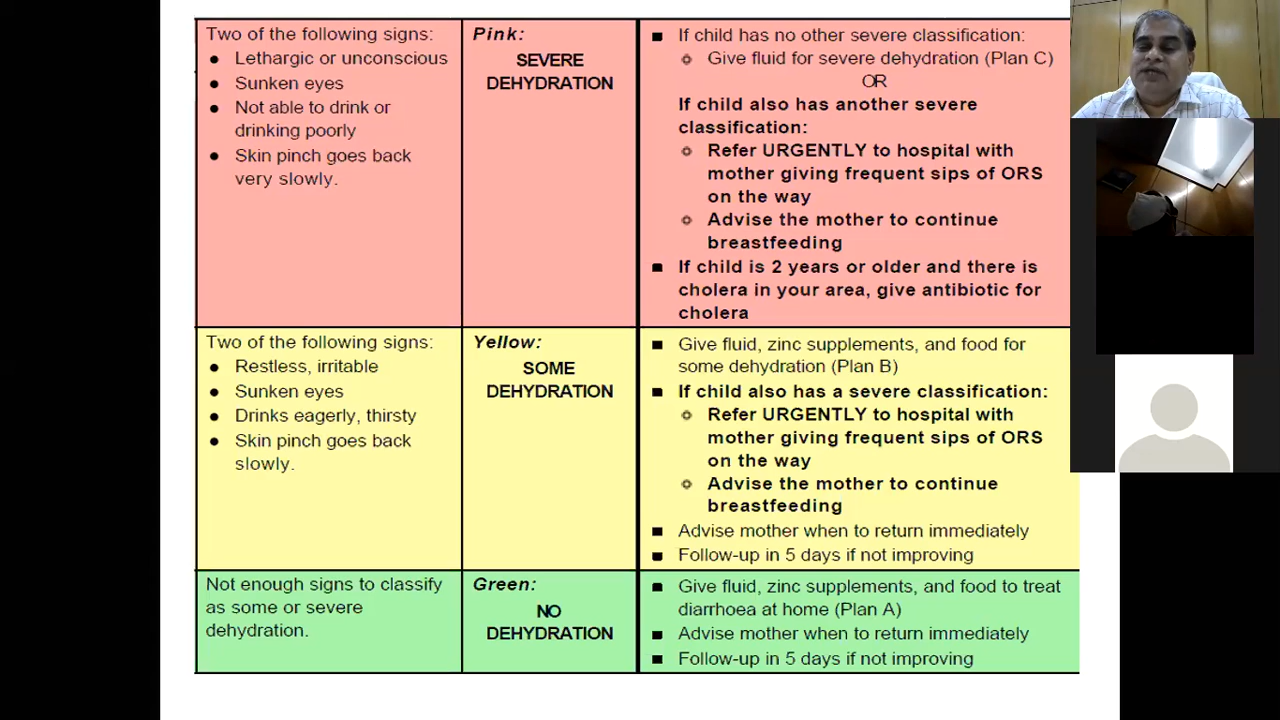 Two of the following signs:
● Lethargic or unconscious
● Sunken eyes
● Not able to drink or
drinking poorly
● Skin pinch goes back
very slowly.
Pink:
SEVERE
DEHYDRATION
■ If child has no other severe classification:
Give fluid for severe dehydration (Plan C)
OR
If child also has another severe
classification:
Refer URGENTLY to hospital with
mother giving frequent sips of ORS
on the way
Advise the mother to continue
breastfeeding
■ If child is 2 years or older and there is
cholera in your area, give antibiotic for
cholera
Two of the following signs:
● Restless, irritable
● Sunken eyes
● Drinks eagerly, thirsty
● Skin pinch goes back
slowly.
Yellow:
SOME
DEHYDRATION
■ Give fluid, zinc supplements, and food for
some dehydration (Plan B)
■ If child also has a severe classification:
Refer URGENTLY to hospital with
mother giving frequent sips of ORS
on the way
Advise the mother to continue
breastfeeding
■ Advise mother when to return immediately
■ Follow-up in 5 days if not improving
Not enough signs to classify
as some or severe
dehydration.
Green:
NO
DEHYDRATION
■ Give fluid, zinc supplements, and food to treat
diarrhoea at home (Plan A)
■ Advise mother when to return immediately
■ Follow-up in 5 days if not improving